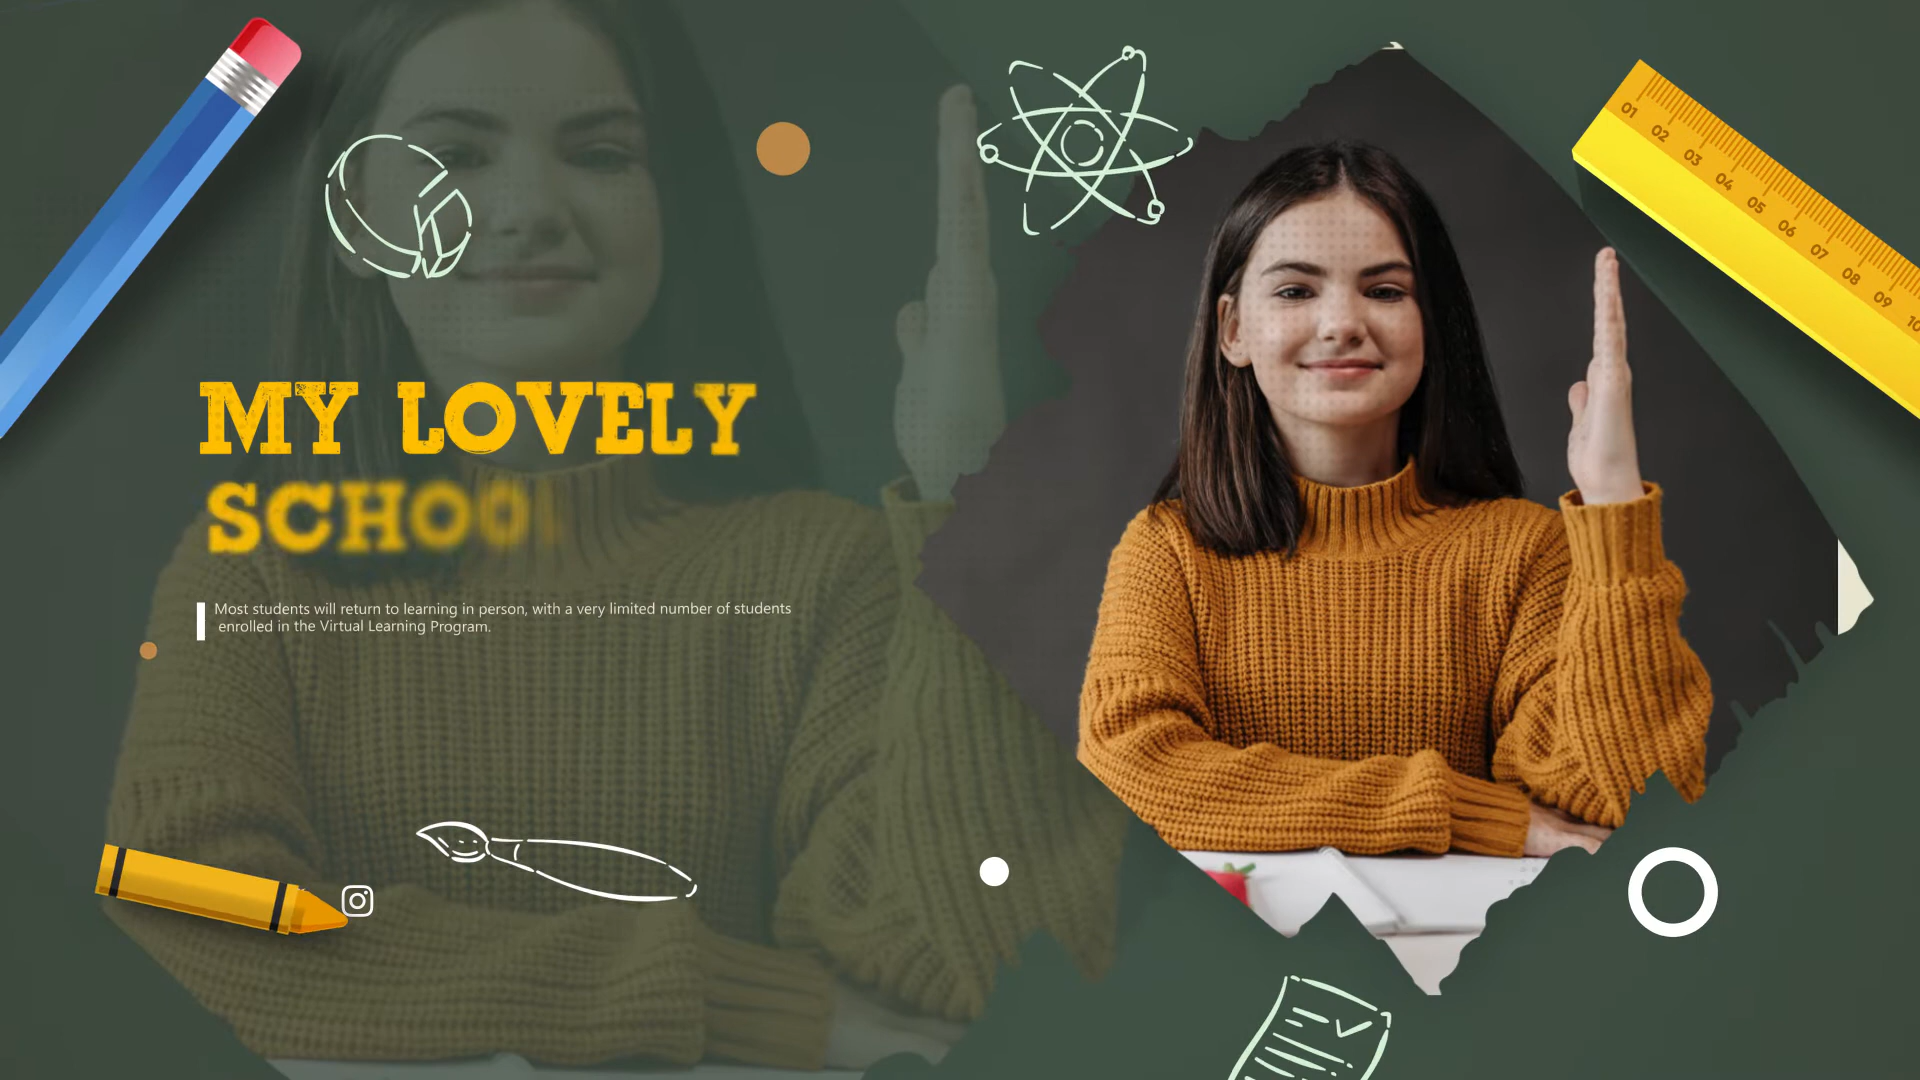 MY LOVELY
SCHOO
Most students will return to learning in person, with a very limited number of students
enrolled in the Virtual Learning Program.
01 02 03 04 05 06 07 08 09 10